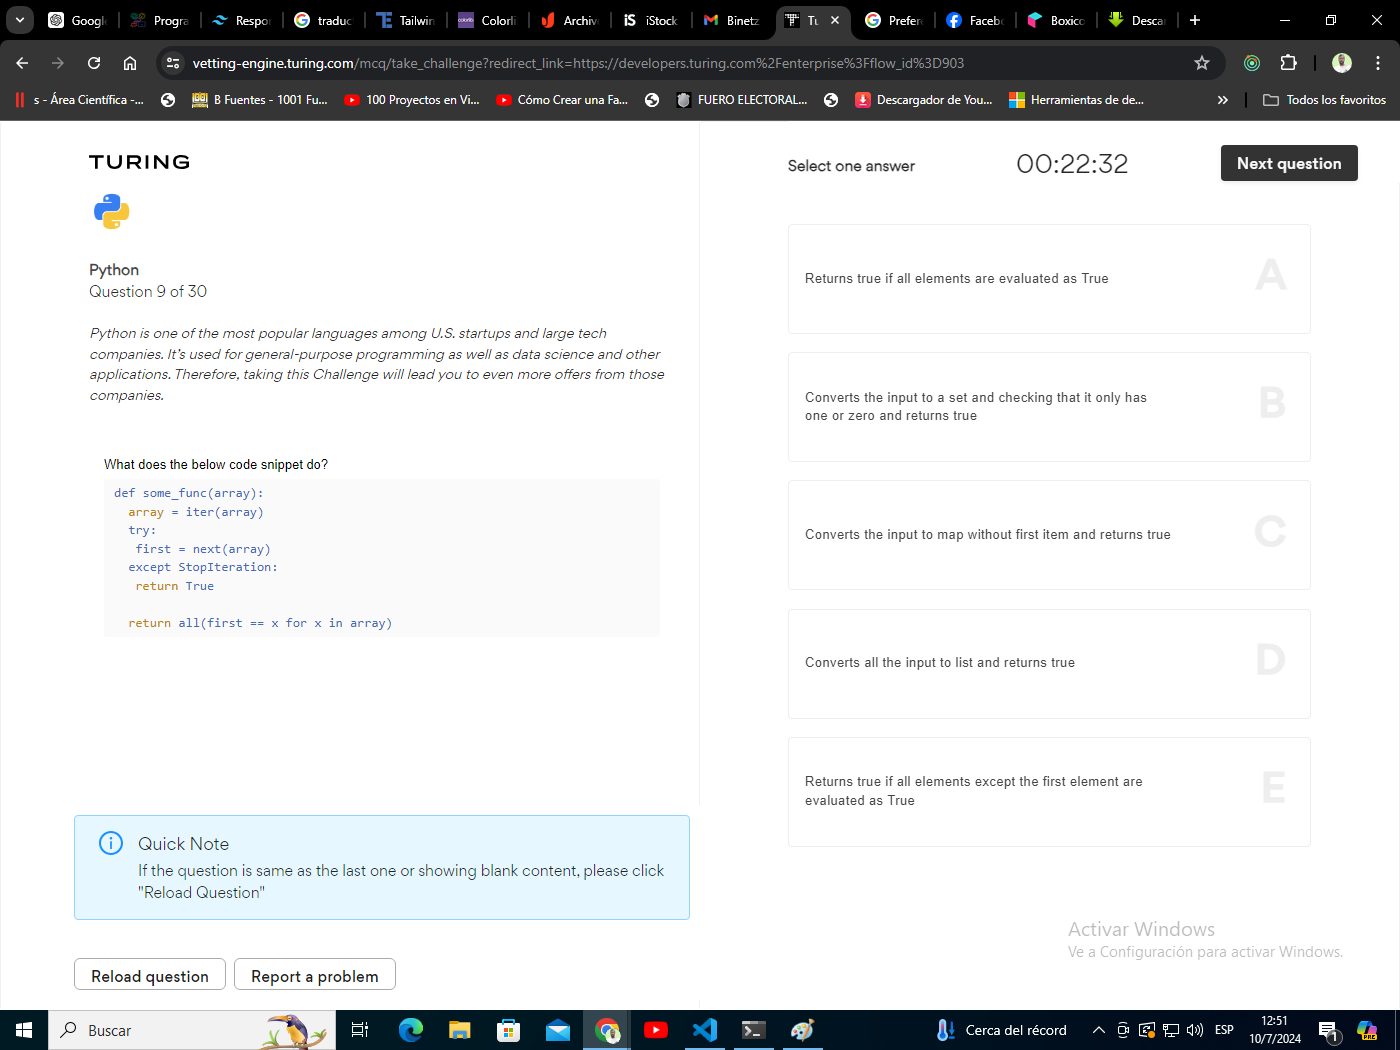 Google
Progra
Respon
traduc
Tailwin
Colorli
Archiv
iStock
Binetz
Tu
Prefer
Facebo
Boxico
Desca
vetting-engine.turing.com/mcq/take_challenge?redirect_link=https://developers.turing.com%2Fenterprise%3Fflow_id%3D903
s - Área Científica -...
B Fuentes - 1001 Fu...
100 Proyectos en Vi...
Cómo Crear una Fa...
FUERO ELECTORAL...
Descargador de You...
Herramientas de de...
Todos los favoritos
TURING
Python
Question 9 of 30
Python is one of the most popular languages among U.S. startups and large tech
companies. It's used for general-purpose programming as well as data science and other
applications. Therefore, taking this Challenge will lead you to even more offers from those
companies.
What does the below code snippet do?
def some_func(array):
array = iter(array)
try:
first = next(array)
except StopIteration:
return True
return all(first == x for x in array)
Quick Note
If the question is same as the last one or showing blank content, please click
"Reload Question"
Reload question
Report a problem
Select one answer
00:22:32
Next question
Returns true if all elements are evaluated as True
A
Converts the input to a set and checking that it only has
one or zero and returns true
B
Converts the input to map without first item and returns true
C
Converts all the input to list and returns true
D
Returns true if all elements except the first element are
evaluated as True
E
Activar Windows
Ve a Configuración para activar Windows.
Buscar
Cerca del récord
ESP
12:51
10/7/2024
1
PRE